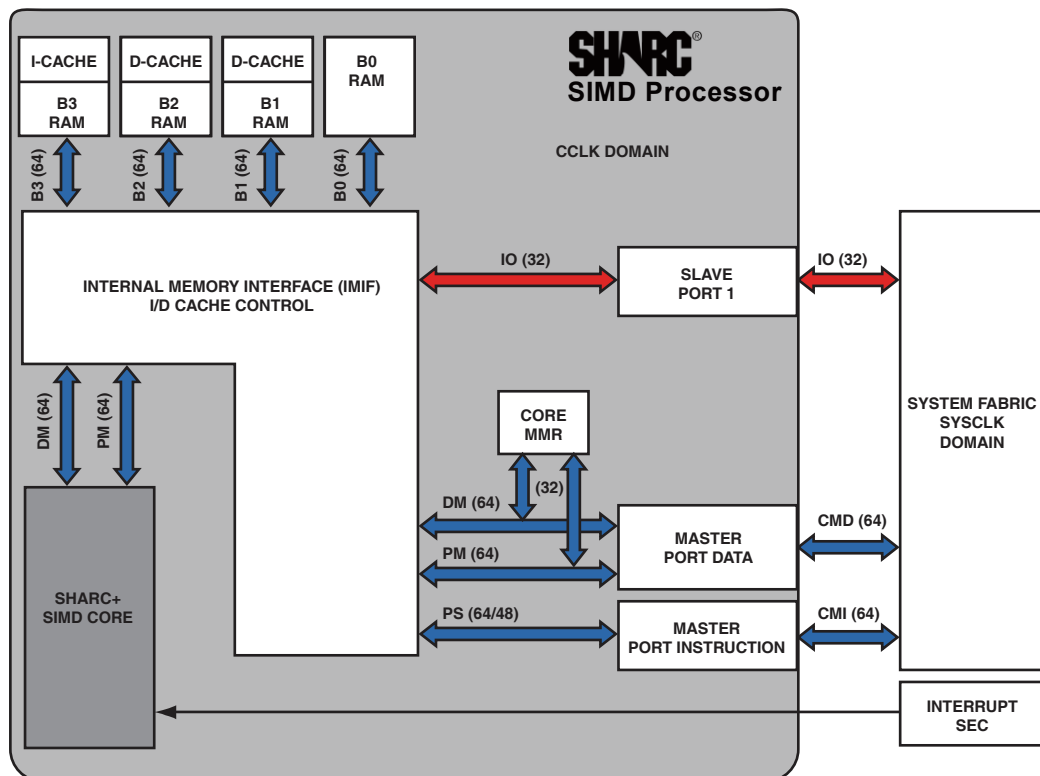 SHARC®
SIMD Processor
CCLK DOMAIN
I-CACHE
B3
RAM
D-CACHE
B2
RAM
D-CACHE
B1
RAM
B0
RAM
B3 (64)
B2 (64)
B1 (64)
B0 (64)
INTERNAL MEMORY INTERFACE (IMIF)
I/D CACHE CONTROL
IO (32)
SLAVE
PORT 1
IO (32)
SYSTEM FABRIC
SYSCLK
DOMAIN
DM (64)
PM (64)
CORE
MMR
(32)
DM (64)
PM (64)
MASTER
PORT DATA
CMD (64)
PS (64/48)
MASTER
PORT INSTRUCTION
CMI (64)
SHARC+
SIMD CORE
INTERRUPT
SEC